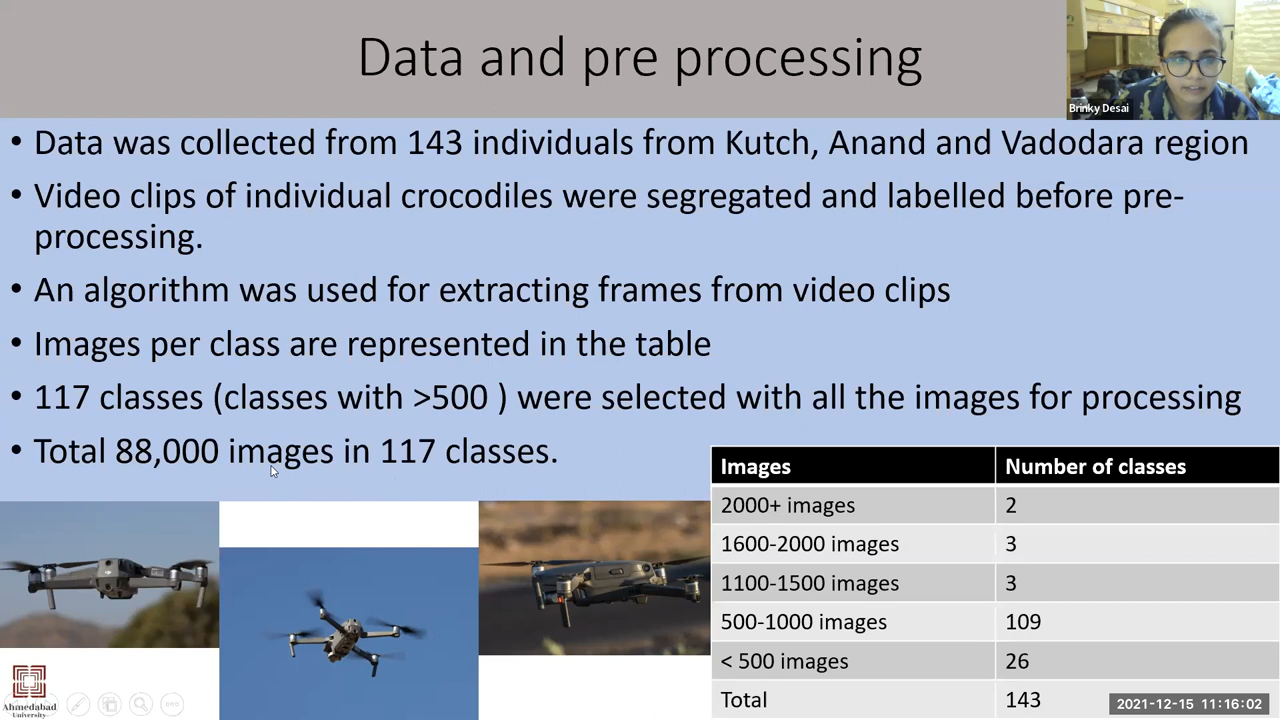 Data and pre processing
Brinky Desai
• Data was collected from 143 individuals from Kutch, Anand and Vadodara region
• Video clips of individual crocodiles were segregated and labelled before pre-
processing.
• An algorithm was used for extracting frames from video clips
• Images per class are represented in the table
• 117 classes (classes with >500 ) were selected with all the images for processing
• Total 88,000 images in 117 classes.
Images Number of classes
2000+ images 2
1600-2000 images 3
1100-1500 images 3
500-1000 images 109
< 500 images 26
Total 143
Ahmedabad
University
2021-12-15 11:16:02